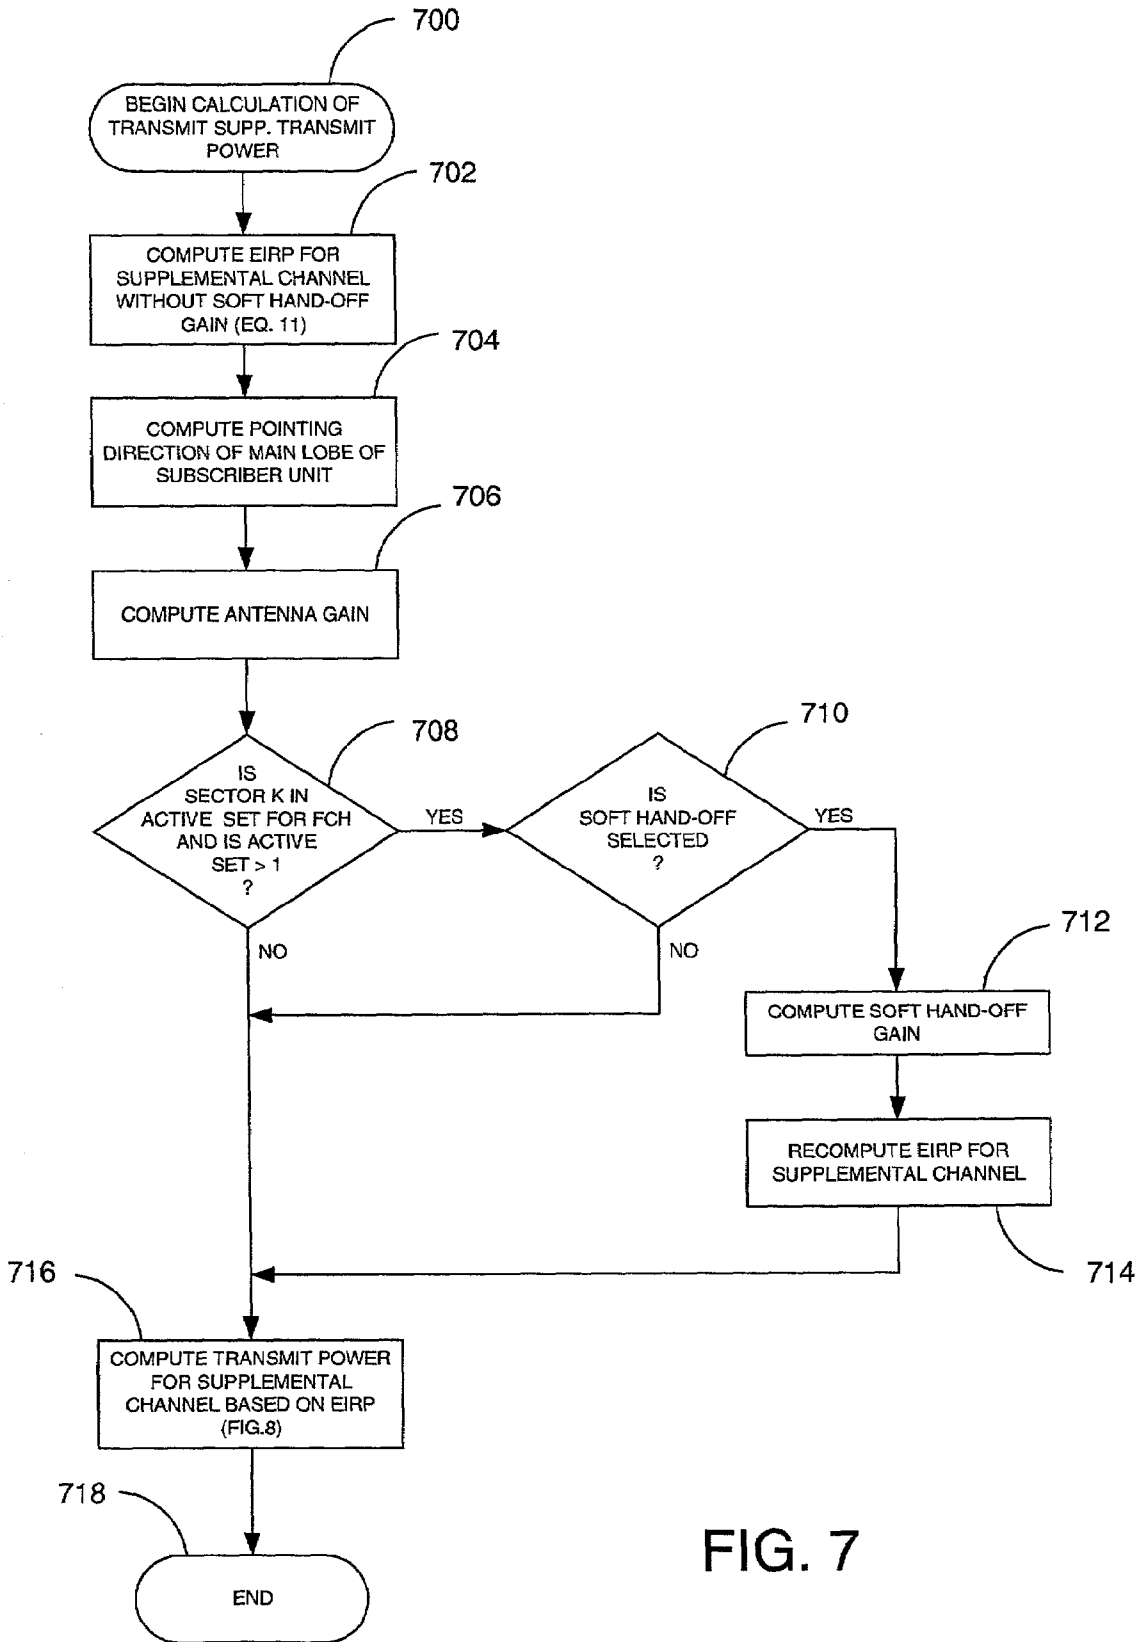 700
BEGIN CALCULATION OF
TRANSMIT SUPP. TRANSMIT
POWER
702
COMPUTE EIRP FOR
SUPPLEMENTAL CHANNEL
WITHOUT SOFT HAND-OFF
GAIN (EQ. 11)
704
COMPUTE POINTING
DIRECTION OF MAIN LOBE OF
SUBSCRIBER UNIT
706
COMPUTE ANTENNA GAIN
708
IS
SECTOR K IN
ACTIVE SET FOR FCH
AND IS ACTIVE
SET > 1
?
YES
NO
710
IS
SOFT HAND-OFF
SELECTED
?
YES
NO
712
COMPUTE SOFT HAND-OFF
GAIN
RECOMPUTE EIRP FOR
SUPPLEMENTAL CHANNEL
714
716
COMPUTE TRANSMIT POWER
FOR SUPPLEMENTAL
CHANNEL BASED ON EIRP
(FIG.8)
718
END
FIG. 7